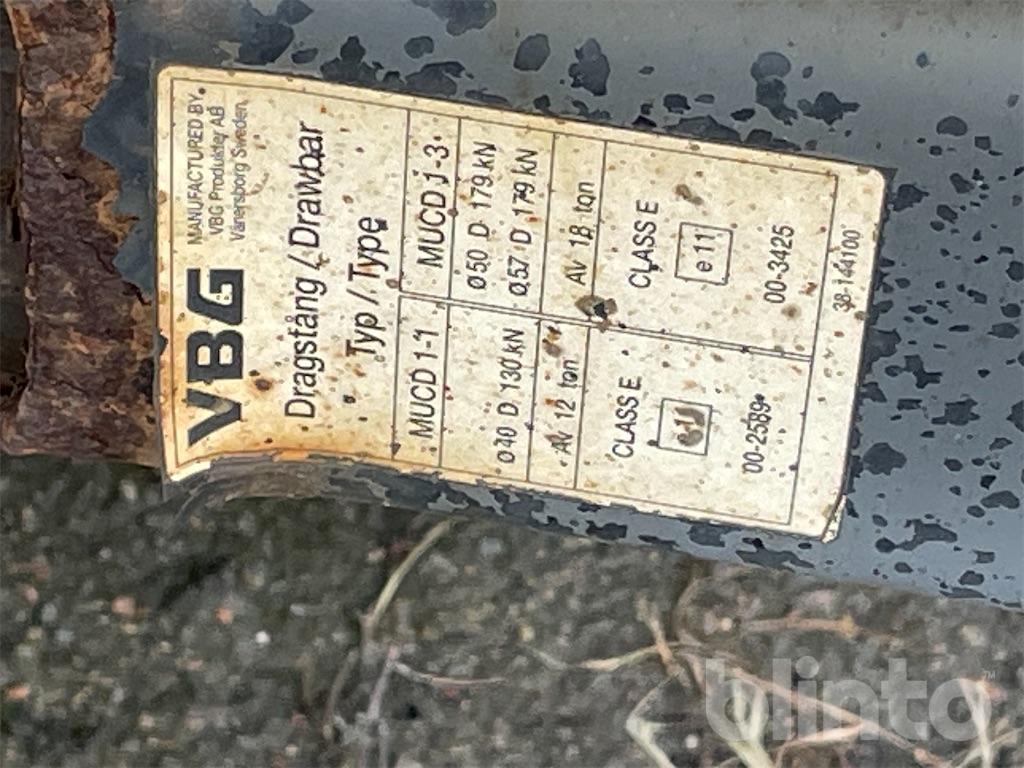 VBG
MANUFACTURED BY.
VBG Produkter AB
Vänersborg Sweden.
Dragstång / Drawbar
Typ / Type
MUCD 1-1
MUCD 1-3
Ø40 D 130 kN
Ø50 D 179 kN
Ø57 D 179 kN
Av 12 ton
Av 18 ton
CLASS E
CLASS E
e11
00-2589
00-3425
38-144100
blinto™